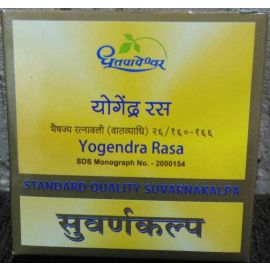 धूतपापेश्वर
योगेंद्र रस
भैषज्य रत्नावली (वातव्याधि) २६/१६०-१६६
Yogendra Rasa
SDS Monograph No. - 2000154
STANDARD QUALITY SUVARNAKALPA
सुवर्णकल्प